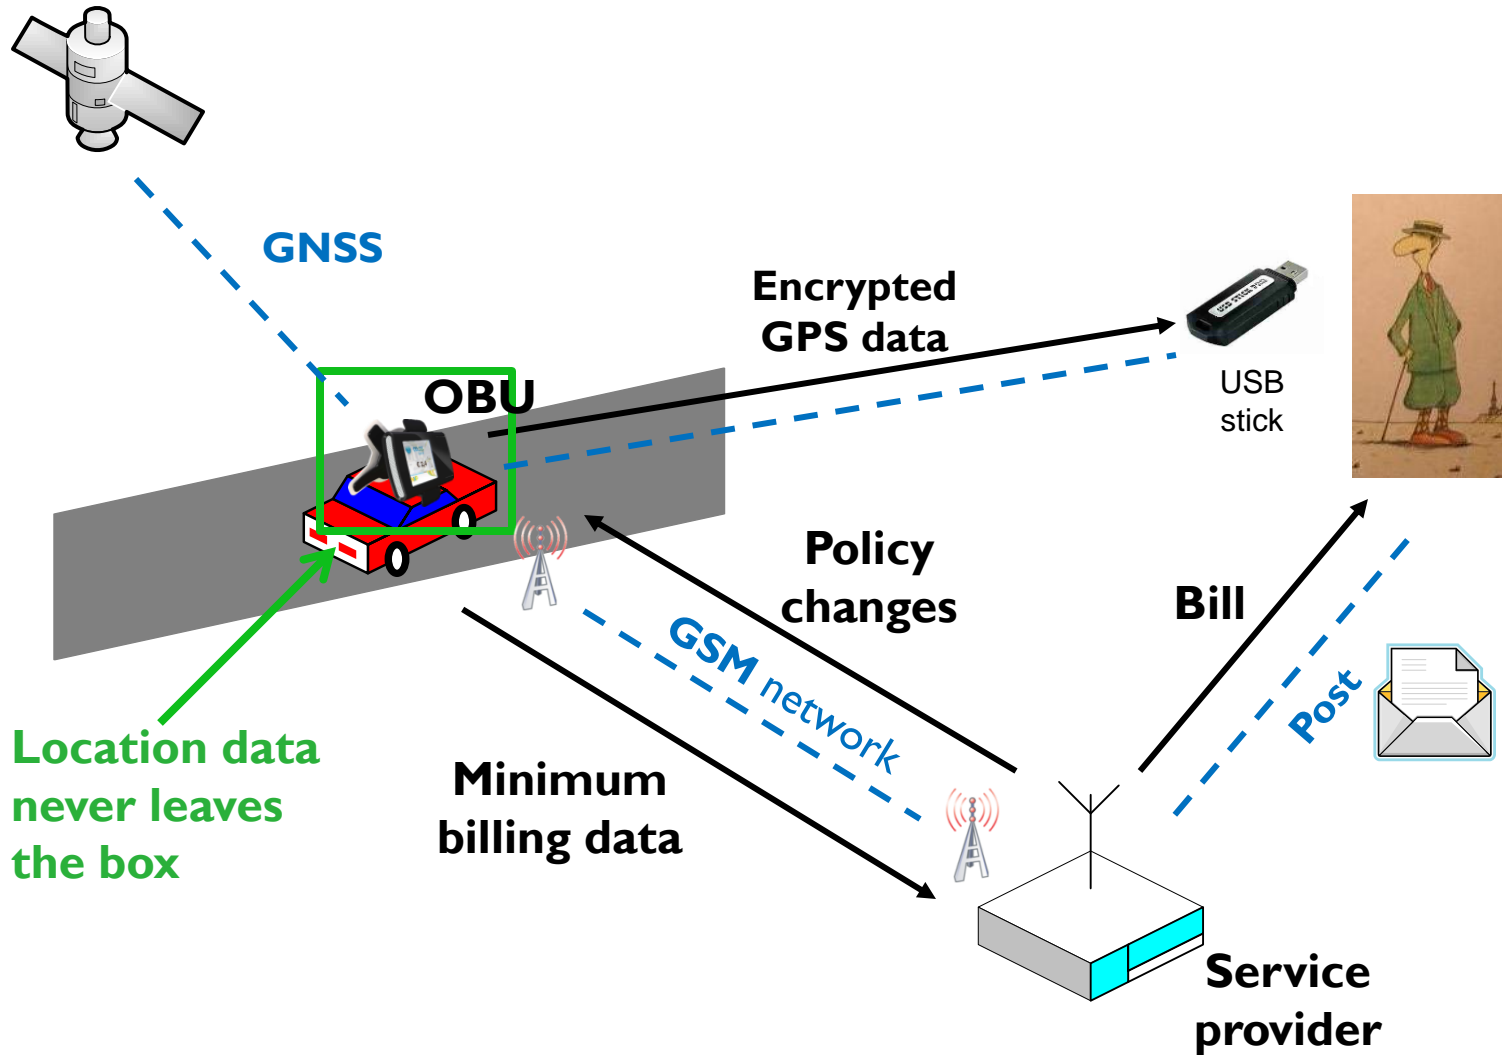 GNSS
Encrypted
GPS data
OBU
USB
stick
Policy
changes
GSM network
Bill
Post
Location data
never leaves
the box
Minimum
billing data
Service
provider